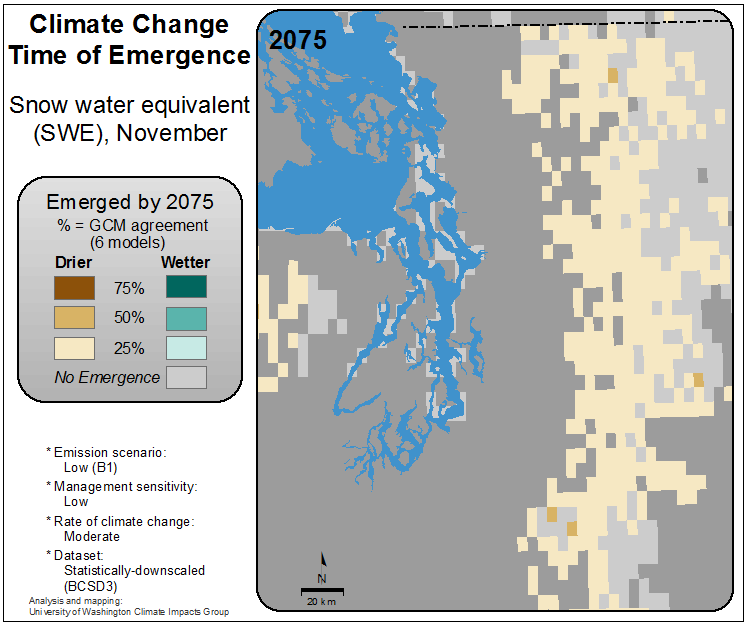 Climate Change
Time of Emergence
Snow water equivalent
(SWE), November
Emerged by 2075
% = GCM agreement
(6 models)
Drier Wetter
75%
50%
25%
No Emergence
* Emission scenario:
Low (B1)
* Management sensitivity:
Low
* Rate of climate change:
Moderate
* Dataset:
Statistically-downscaled
(BCSD3)
Analysis and mapping:
University of Washington Climate Impacts Group
2075
N
20 km